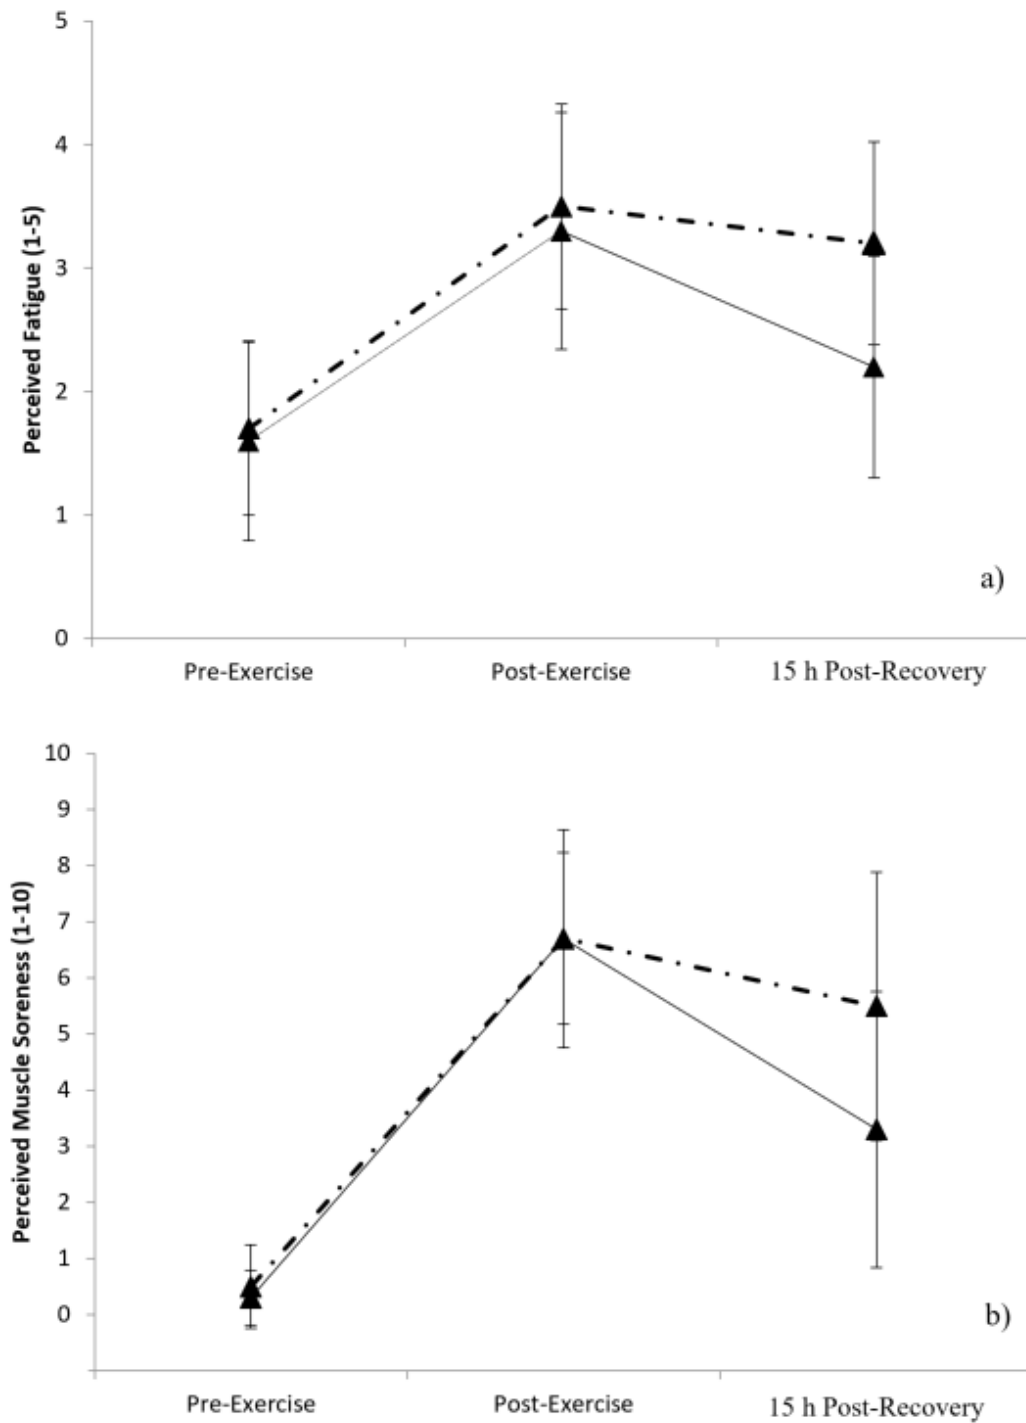 5
4
3
2
1
0
Perceived Fatigue (1-5)
a)
Pre-Exercise Post-Exercise 15 h Post-Recovery
10
9
8
7
6
5
4
3
2
1
0
Perceived Muscle Soreness (1-10)
b)
Pre-Exercise Post-Exercise 15 h Post-Recovery